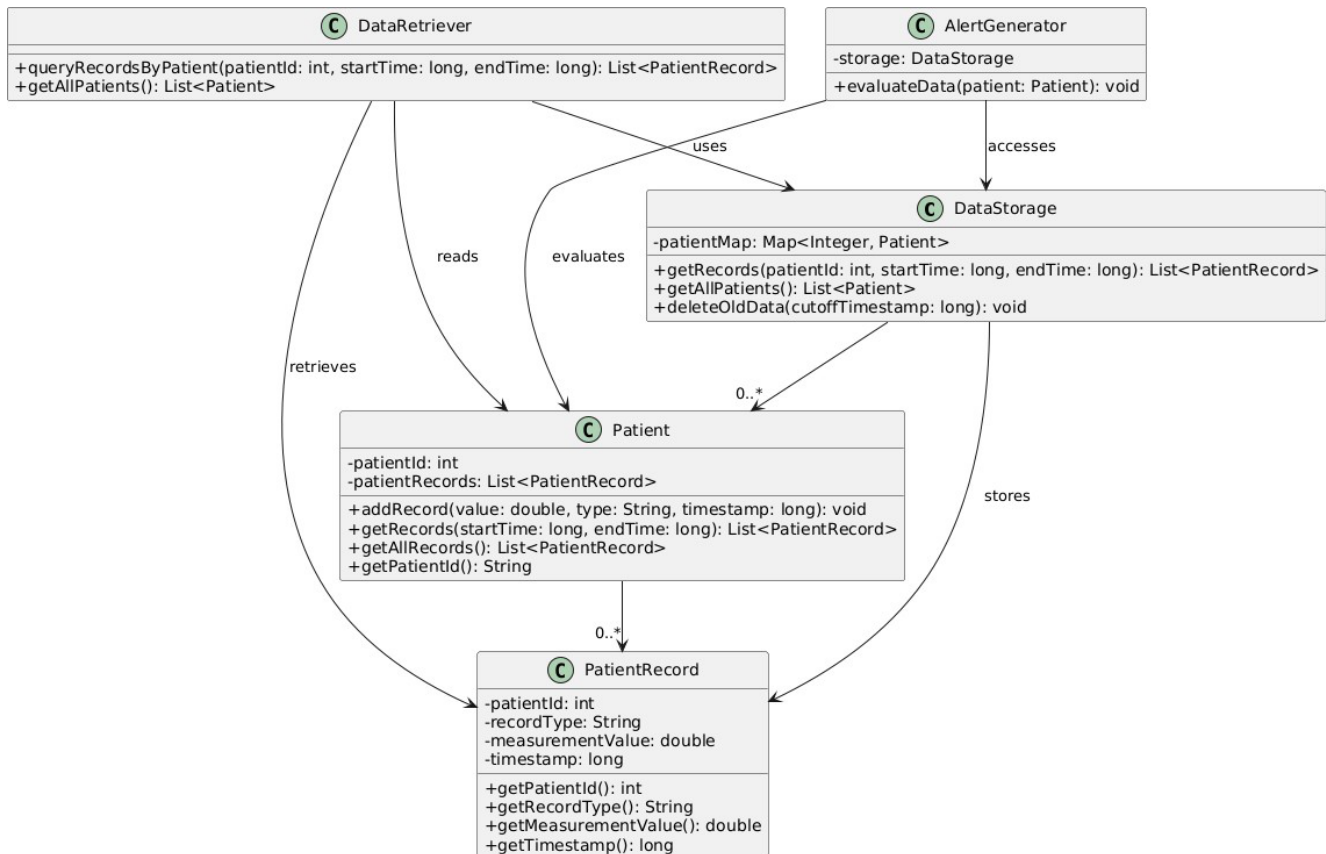 C DataRetriever
+queryRecordsByPatient(patientId: int, startTime: long, endTime: long): List<PatientRecord>
+getAllPatients(): List<Patient>
C AlertGenerator
-storage: DataStorage
+evaluateData(patient: Patient): void
uses
accesses
C DataStorage
-patientMap: Map<Integer, Patient>
+getRecords(patientId: int, startTime: long, endTime: long): List<PatientRecord>
+getAllPatients(): List<Patient>
+deleteOldData(cutoffTimestamp: long): void
reads
evaluates
retrieves
0..*
C Patient
-patientId: int
-patientRecords: List<PatientRecord>
+addRecord(value: double, type: String, timestamp: long): void
+getRecords(startTime: long, endTime: long): List<PatientRecord>
+getAllRecords(): List<PatientRecord>
+getPatientId(): String
stores
0..*
C PatientRecord
-patientId: int
-recordType: String
-measurementValue: double
-timestamp: long
+getPatientId(): int
+getRecordType(): String
+getMeasurementValue(): double
+getTimestamp(): long